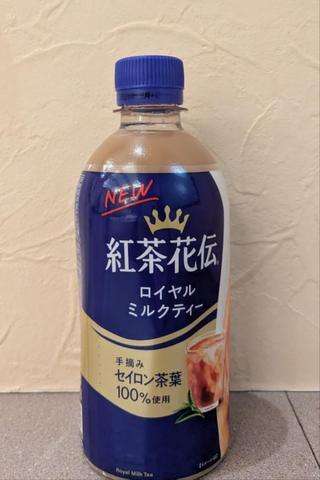 NEW
紅茶花伝
ロイヤル
ミルクティー
手摘み
セイロン茶葉
100%使用
Royal Milk Tea